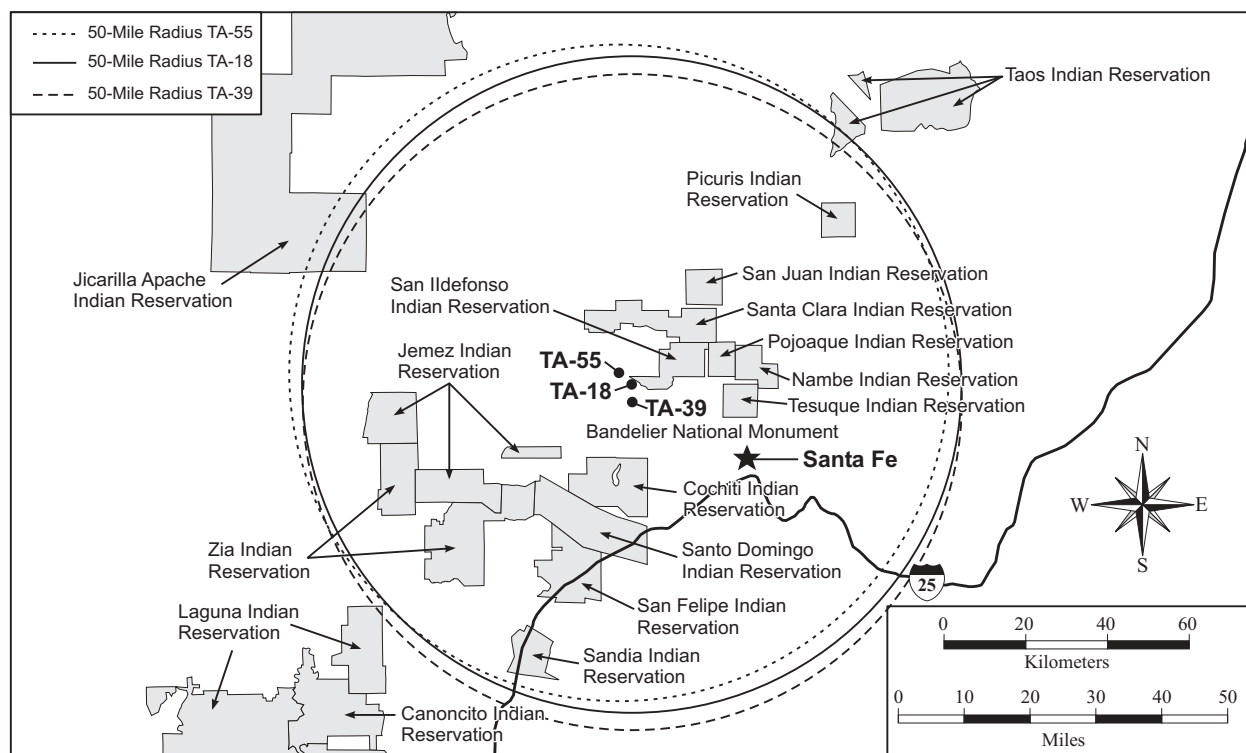 50-Mile Radius TA-55
50-Mile Radius TA-18
50-Mile Radius TA-39
Taos Indian Reservation
Picuris Indian
Reservation
Jicarilla Apache
Indian Reservation
San Ildefonso
Indian Reservation
San Juan Indian Reservation
Santa Clara Indian Reservation
Pojoaque Indian Reservation
Jemez Indian
Reservation
TA-55
TA-18
TA-39
Nambe Indian Reservation
Tesuque Indian Reservation
Bandelier National Monument
Santa Fe
Cochiti Indian
Reservation
Zia Indian
Reservation
Santo Domingo
Indian Reservation
Laguna Indian
Reservation
San Felipe Indian
Reservation
Sandia Indian
Reservation
Canoncito Indian
Reservation
25
N
W E
S
0 20 40 60
Kilometers
0 10 20 30 40 50
Miles